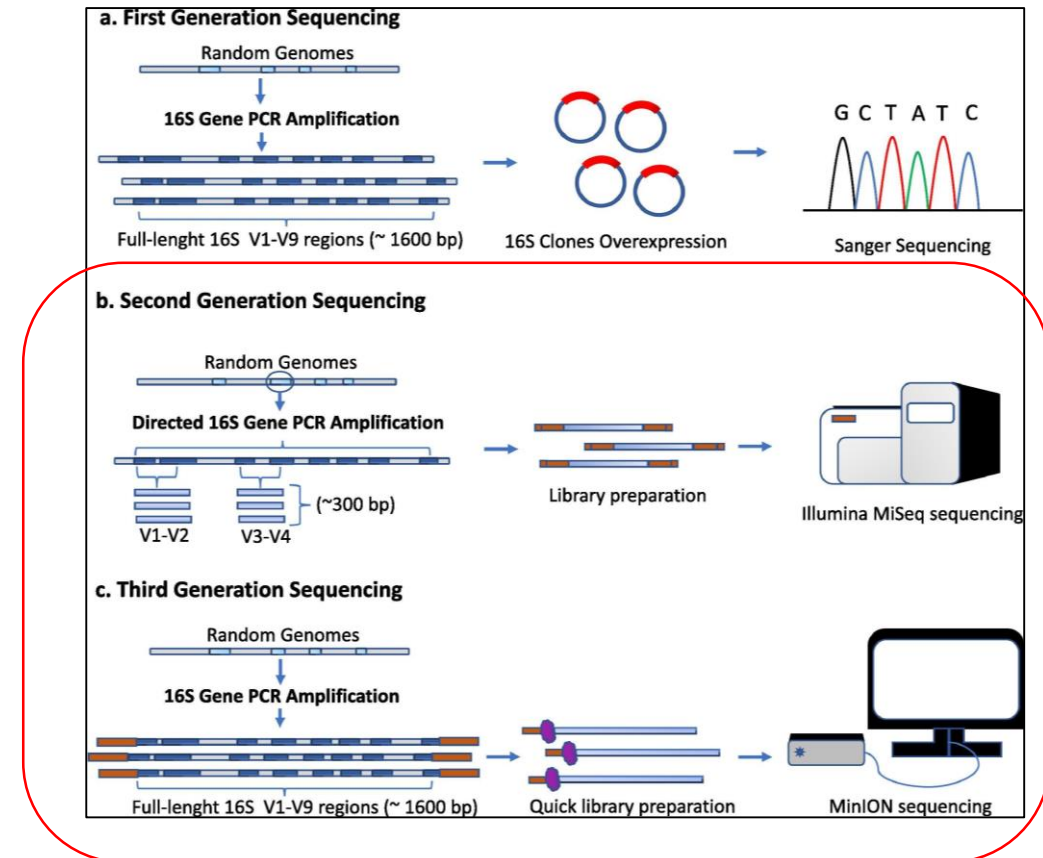 a. First Generation Sequencing
Random Genomes
16S Gene PCR Amplification
Full-lenght 16S V1-V9 regions (~ 1600 bp)
16S Clones Overexpression
G C T A T C
Sanger Sequencing
b. Second Generation Sequencing
Random Genomes
Directed 16S Gene PCR Amplification
(~300 bp)
V1-V2 V3-V4
Library preparation
Illumina MiSeq sequencing
c. Third Generation Sequencing
Random Genomes
16S Gene PCR Amplification
Full-lenght 16S V1-V9 regions (~ 1600 bp)
Quick library preparation
MinION sequencing